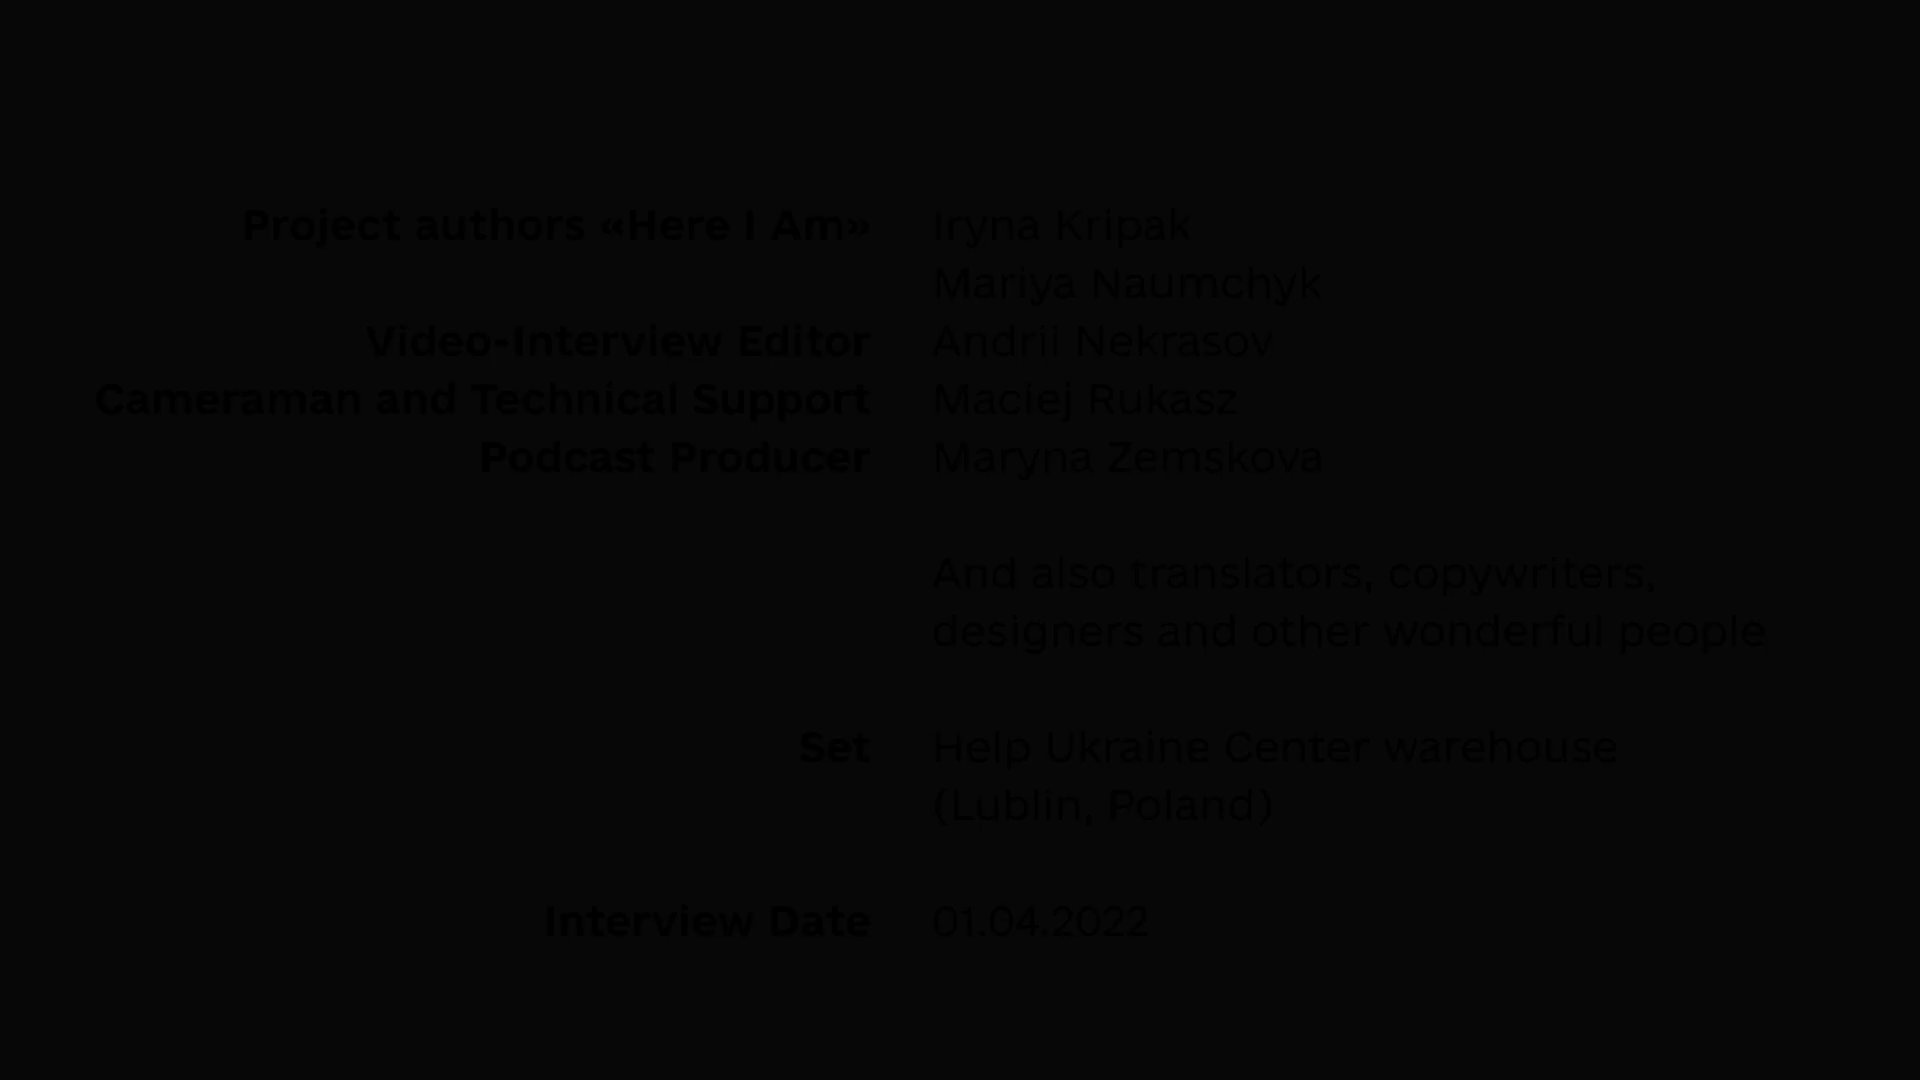 Project authors «Here I Am» Iryna Kripak
Mariya Naumchyk
Video-Interview Editor Andrii Nekrasov
Cameraman and Technical Support Maciej Rukasz
Podcast Producer Maryna Zemskova
And also translators, copywriters,
designers and other wonderful people
Set Help Ukraine Center warehouse
(Lublin, Poland)
Interview Date 01.04.2022